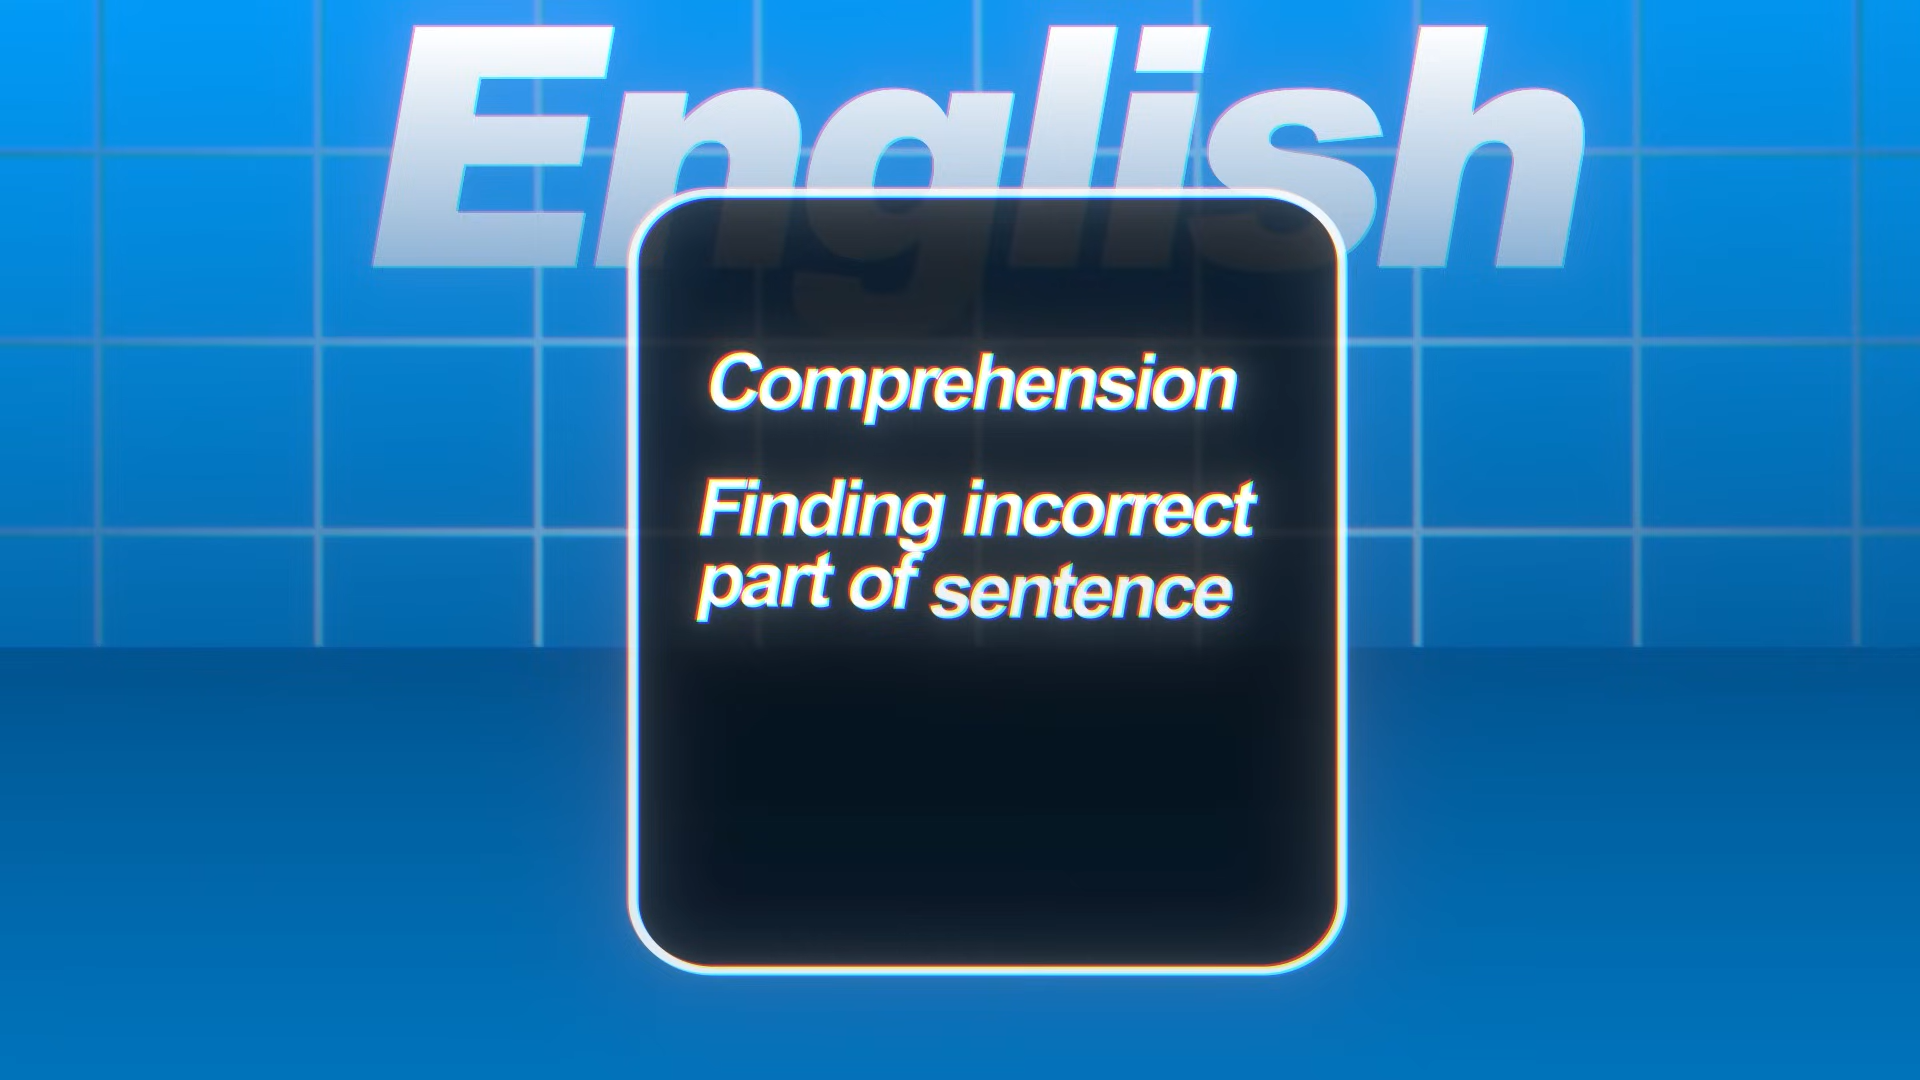 English
Comprehension
Finding incorrect
part of sentence